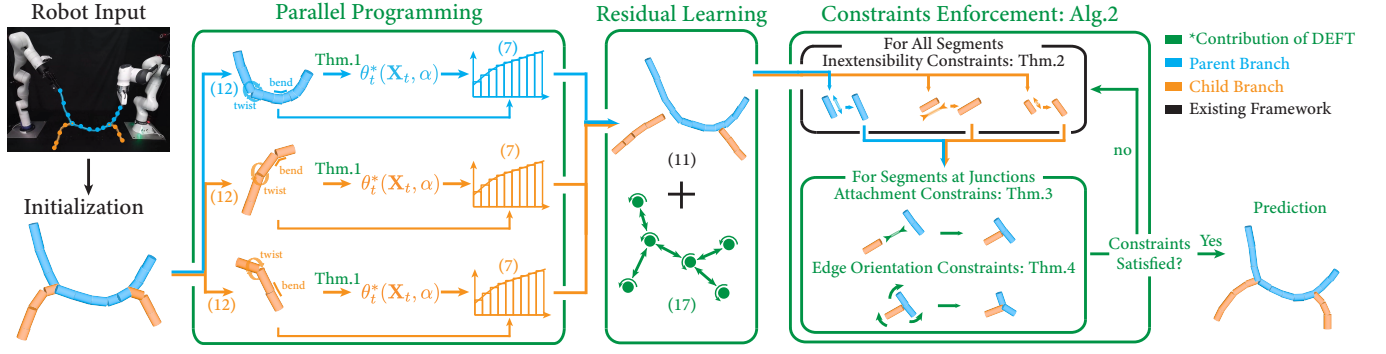 Robot Input
Initialization
Parallel Programming
(12)
twist
bend
Thm.1
θ*ₜ(Xₜ, α)
(7)
(12)
bend
twist
Thm.1
θ*ₜ(Xₜ, α)
(7)
(12)
twist
bend
Thm.1
θ*ₜ(Xₜ, α)
(7)
Residual Learning
(11)
+
(17)
Constraints Enforcement: Alg.2
For All Segments
Inextensibility Constraints: Thm.2
For Segments at Junctions
Attachment Constrains: Thm.3
Edge Orientation Constraints: Thm.4
no
Constraints
Satisfied?
Yes
Prediction
*Contribution of DEFT
Parent Branch
Child Branch
Existing Framework